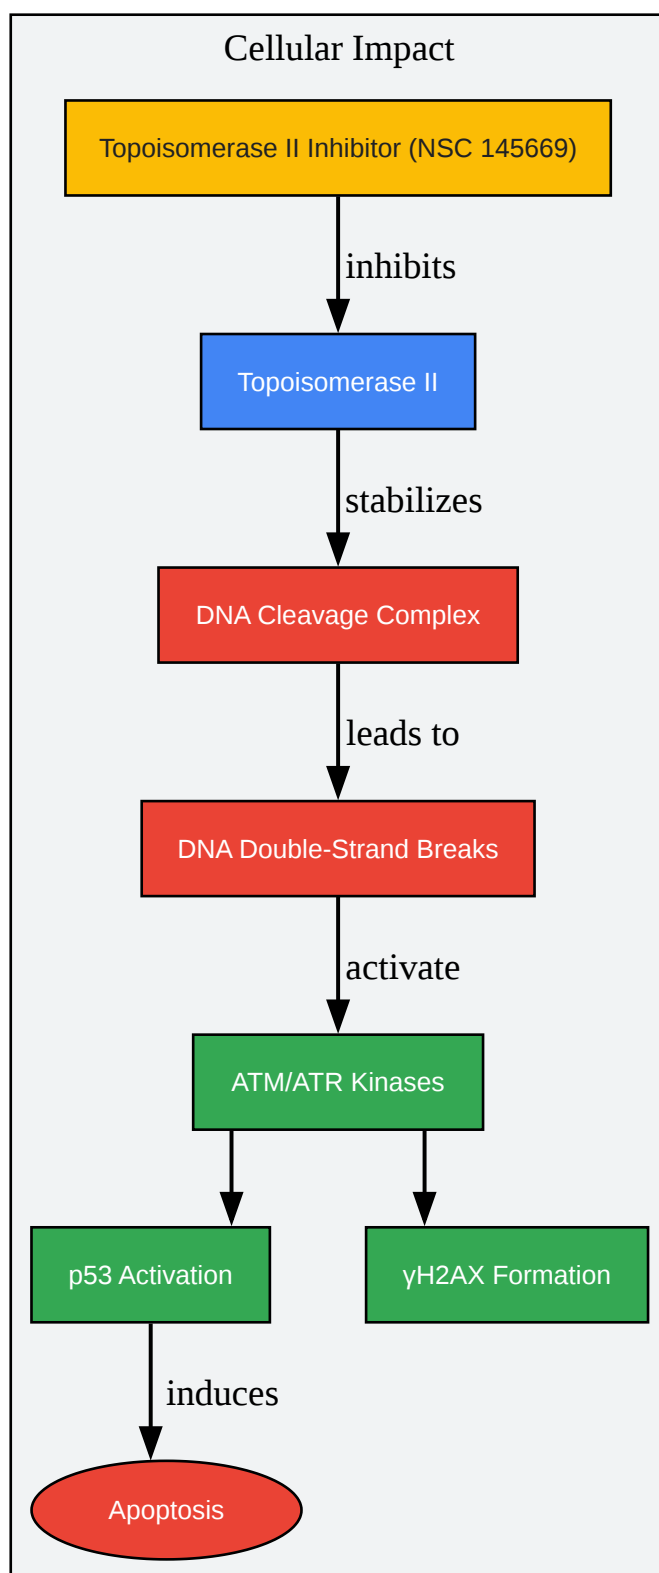 Cellular Impact
Topoisomerase II Inhibitor (NSC 145669)
inhibits
Topoisomerase II
stabilizes
DNA Cleavage Complex
leads to
DNA Double-Strand Breaks
activate
ATM/ATR Kinases
p53 Activation
γH2AX Formation
induces
Apoptosis